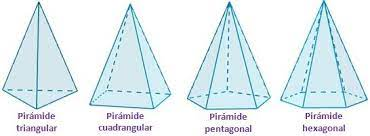 Pirámide
triangular
Pirámide
cuadrangular
Pirámide
pentagonal
Pirámide
hexagonal